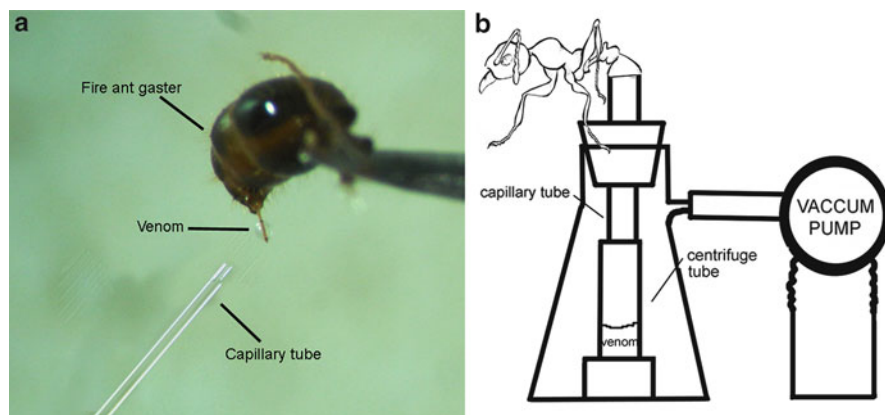 a
Fire ant gaster
Venom
Capillary tube
b
capillary tube
centrifuge
tube
venom
VACCUM
PUMP